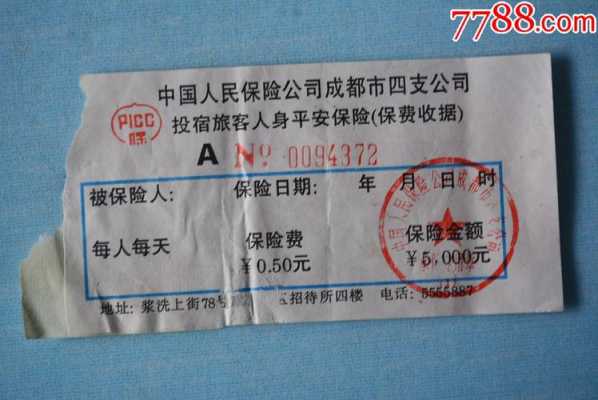 7788.com
中国人民保险公司成都市四支公司
PICC
投宿旅客人身平安保险(保费收据)
A No 0094372
被保险人： 保险日期： 年 月 日 时
每人每天 保险费 保险金额
¥0.50元 ¥5,000元
地址：浆洗上街78号 招待所四楼 电话：5555887